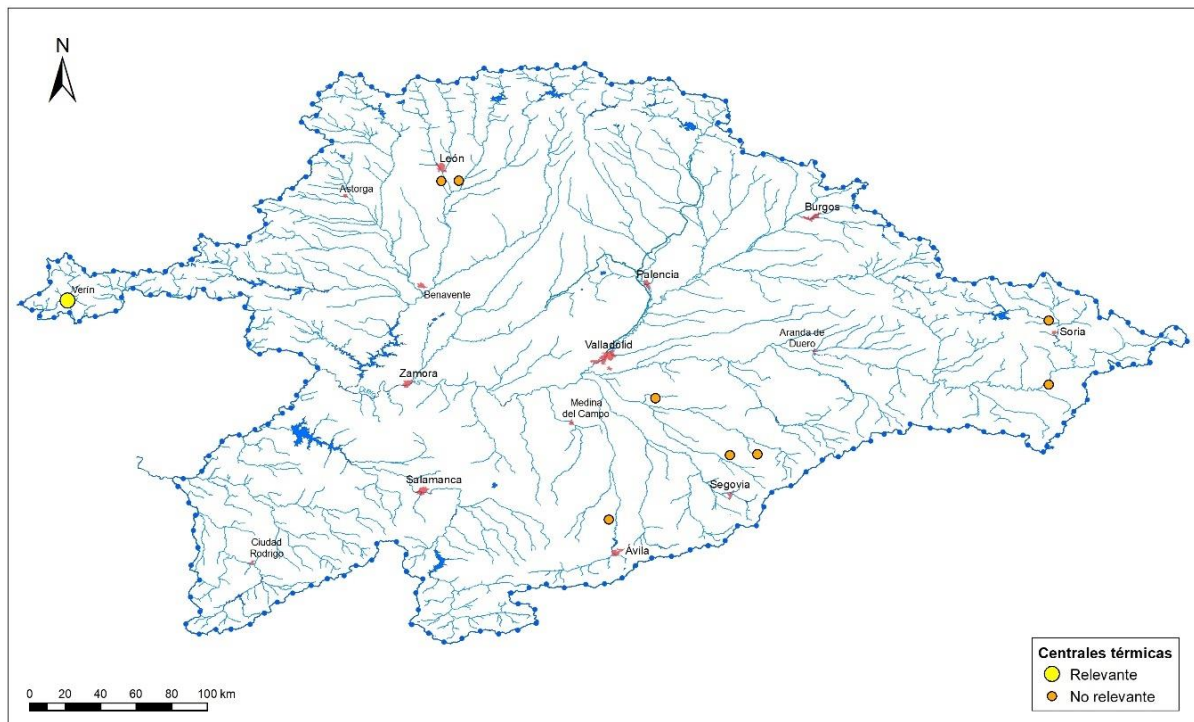 N
León
Astorga
Burgos
Verín
Benavente
Palencia
Soria
Aranda de
Duero
Valladolid
Zamora
Medina
del Campo
Salamanca
Segovia
Ciudad
Rodrigo
Ávila
Centrales térmicas
Relevante
No relevante
0 20 40 60 80 100 km